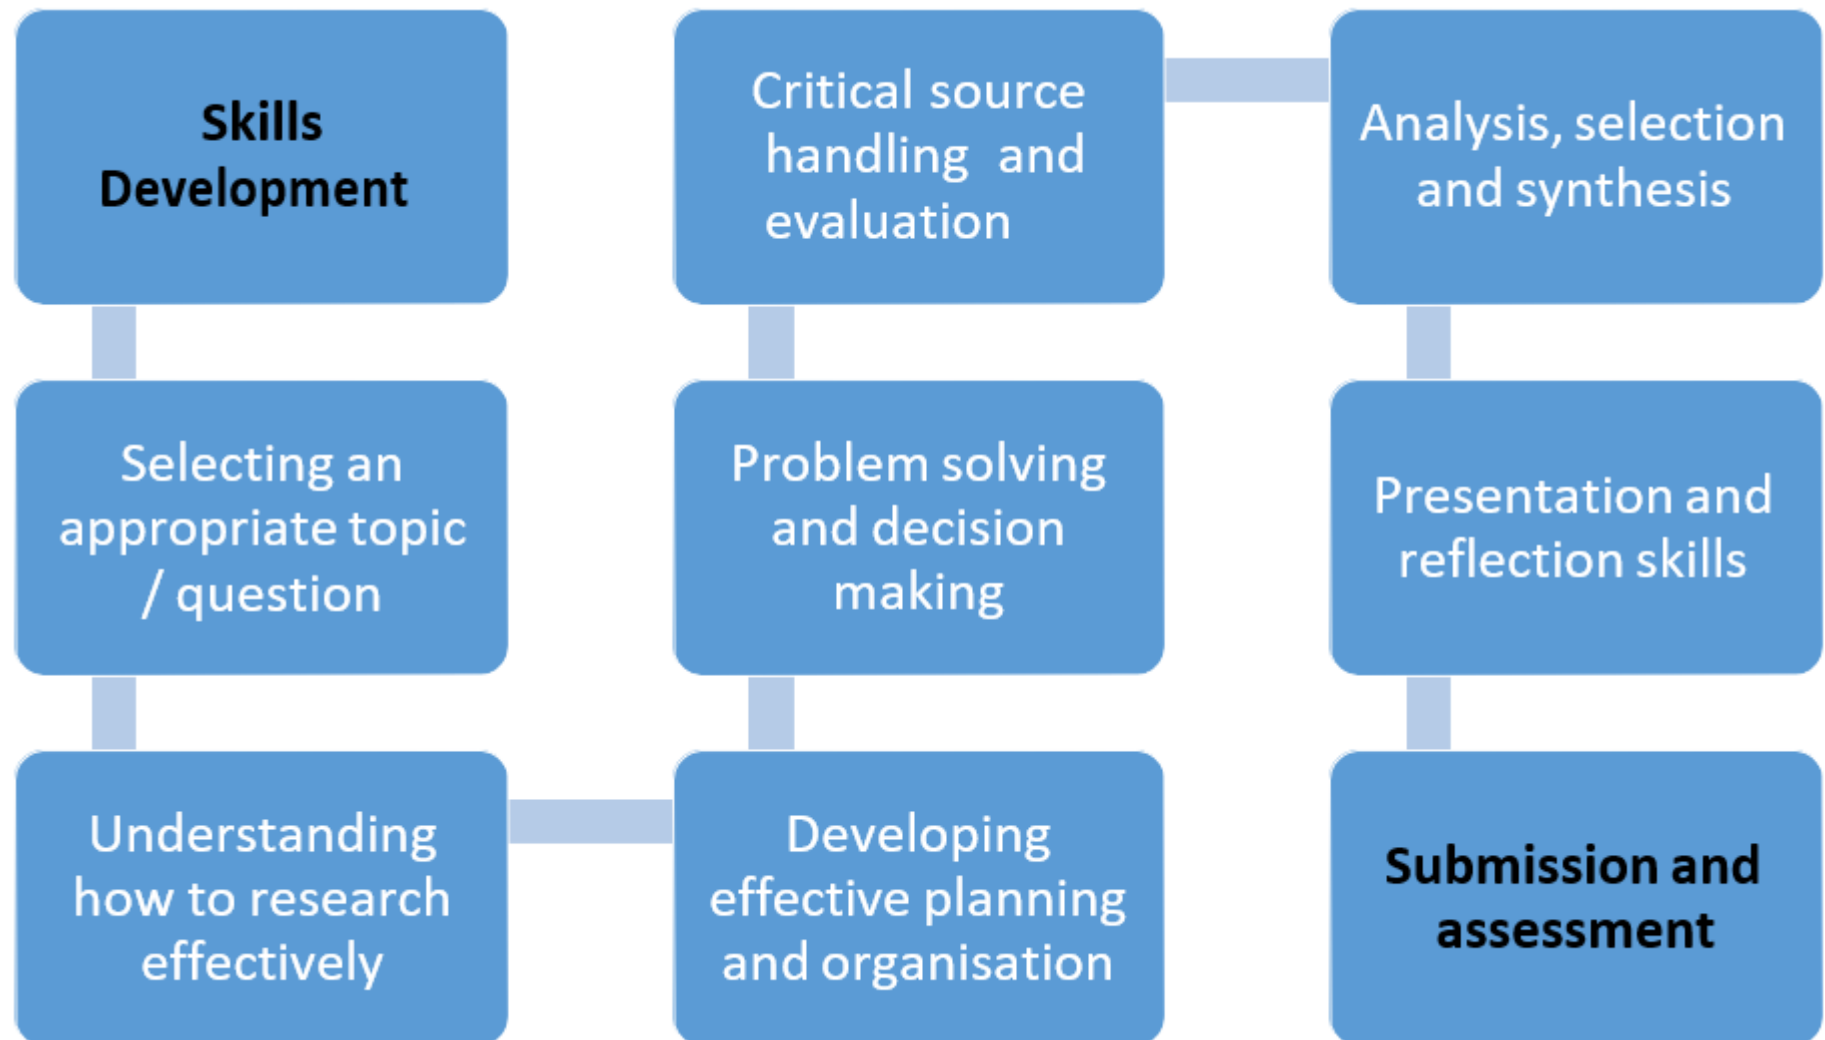 Skills
Development
Selecting an
appropriate topic
/ question
Understanding
how to research
effectively
Developing
effective planning
and organisation
Problem solving
and decision
making
Critical source
handling and
evaluation
Analysis, selection
and synthesis
Presentation and
reflection skills
Submission and
assessment